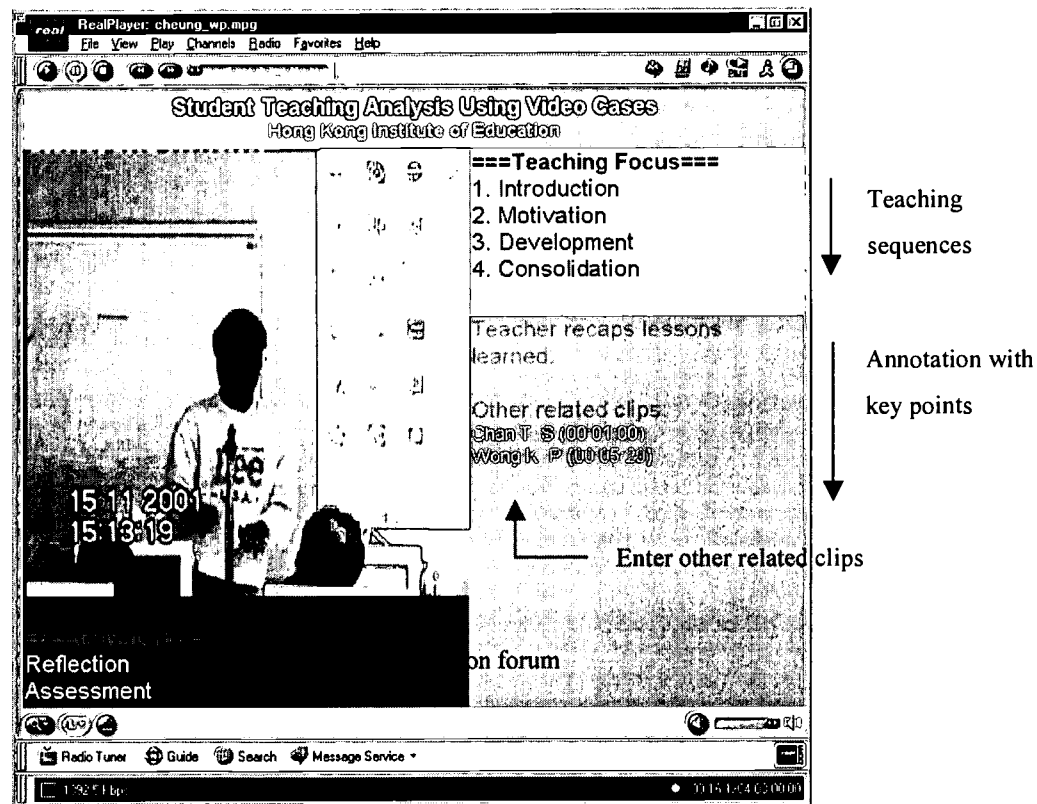 real RealPlayer: cheung_wp.mpg
File View Play Channels Radio Favorites Help
Student Teaching Analysis Using Video Cases
Hong Kong Institute of Education
===Teaching Focus===
1. Introduction
2. Motivation
3. Development
4. Consolidation
Teaching
sequences
Teacher recaps lessons
learned.
Other related clips:
Chan T S (00:01:00)
Wong K P (00:05:20)
Annotation with
key points
Lee
U.S.A.
15 11 2001
15:13:19
Enter other related clips
Reflection
Assessment
on forum
Radio Tuner Guide Search Message Service
real